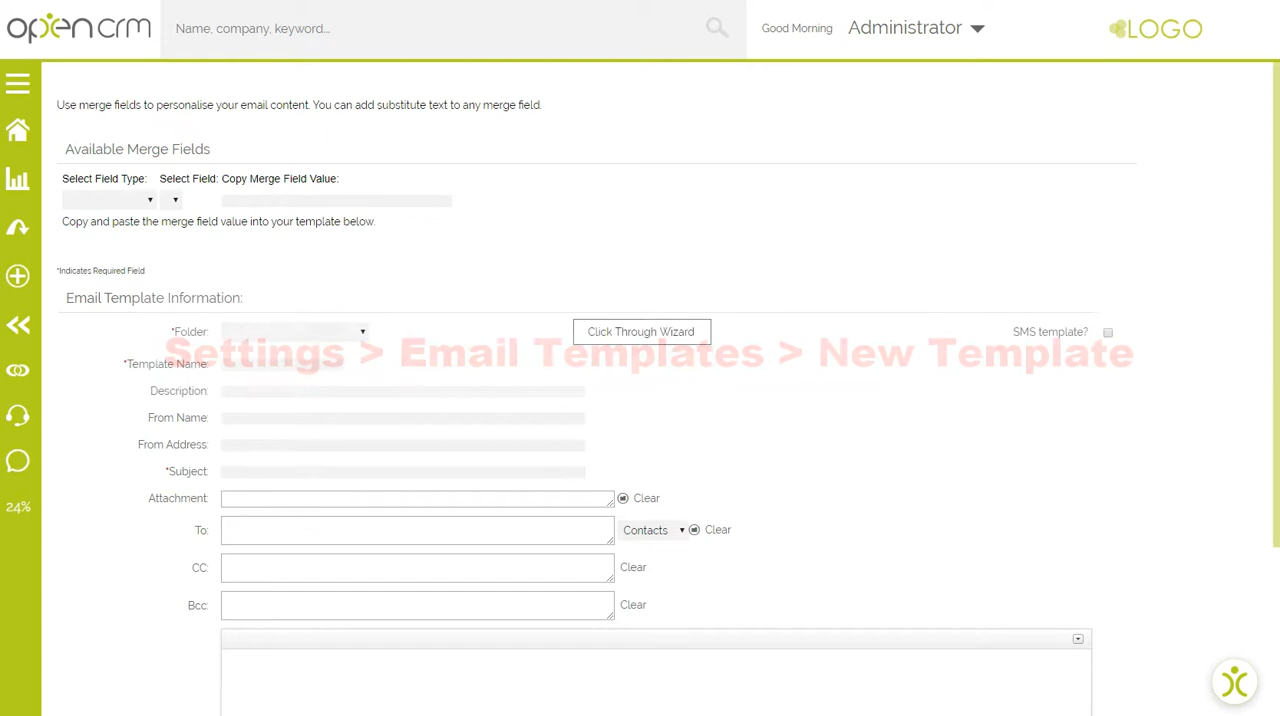 opencrm
Name, company, keyword...
Good Morning
Administrator
LOGO
Use merge fields to personalise your email content. You can add substitute text to any merge field.
Available Merge Fields
Select Field Type: Select Field: Copy Merge Field Value:
Copy and paste the merge field value into your template below.
*Indicates Required Field
Email Template Information:
*Folder:
Click Through Wizard
SMS template?
Settings > Email Templates > New Template
*Template Name:
Description:
From Name:
From Address:
*Subject:
Attachment:
Clear
To:
Contacts
Clear
CC:
Clear
Bcc:
Clear
24%